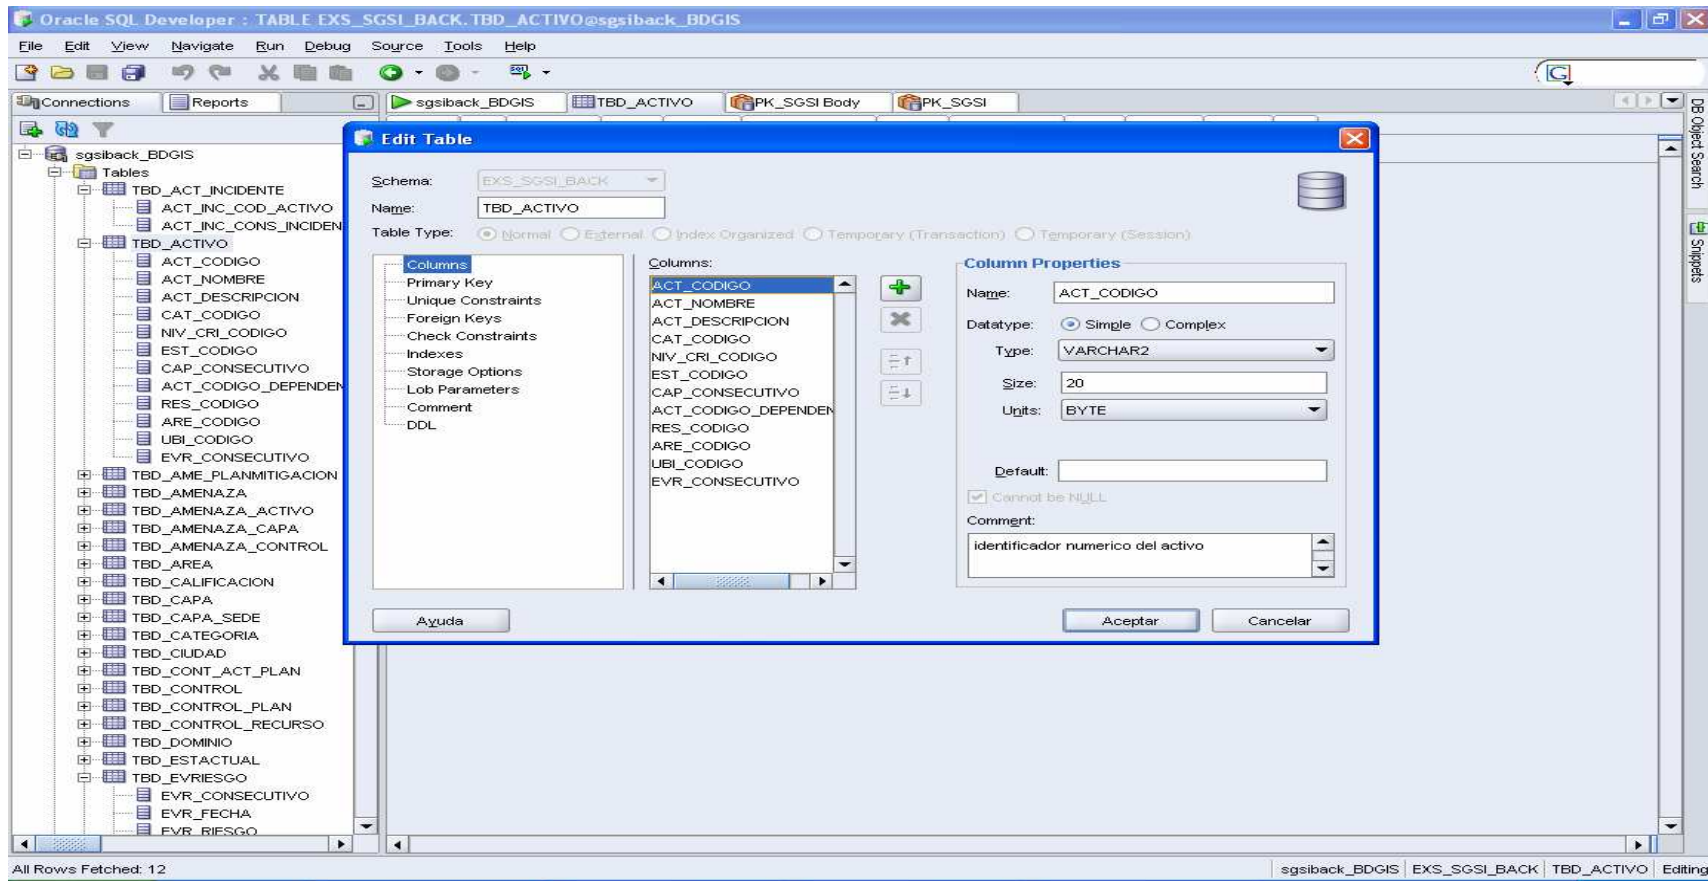 Oracle SQL Developer : TABLE EXS_SGSI_BACK.TBD_ACTIVO@sgsiback_BDGIS
File Edit View Navigate Run Debug Source Tools Help
Connections Reports sgsiback_BDGIS TBD_ACTIVO PK_SGSI Body PK_SGSI
DB Object Search
Snippets
sgsiback_BDGIS
Tables
TBD_ACT_INCIDENTE
ACT_INC_COD_ACTIVO
ACT_INC_CONS_INCIDEN
TBD_ACTIVO
ACT_CODIGO
ACT_NOMBRE
ACT_DESCRIPCION
CAT_CODIGO
NIV_CRI_CODIGO
EST_CODIGO
CAP_CONSECUTIVO
ACT_CODIGO_DEPENDEN
RES_CODIGO
ARE_CODIGO
UBI_CODIGO
EVR_CONSECUTIVO
TBD_AME_PLANMITIGACION
TBD_AMENAZA
TBD_AMENAZA_ACTIVO
TBD_AMENAZA_CAPA
TBD_AMENAZA_CONTROL
TBD_AREA
TBD_CALIFICACION
TBD_CAPA
TBD_CAPA_SEDE
TBD_CATEGORIA
TBD_CIUDAD
TBD_CONT_ACT_PLAN
TBD_CONTROL
TBD_CONTROL_PLAN
TBD_CONTROL_RECURSO
TBD_DOMINIO
TBD_ESTACTUAL
TBD_EVRIESGO
EVR_CONSECUTIVO
EVR_FECHA
EVR_RIESGO
Edit Table
Schema: EXS_SGSI_BACK
Name: TBD_ACTIVO
Table Type: Normal External Index Organized Temporary (Transaction) Temporary (Session)
Columns
Primary Key
Unique Constraints
Foreign Keys
Check Constraints
Indexes
Storage Options
Lob Parameters
Comment
DDL
Columns:
ACT_CODIGO
ACT_NOMBRE
ACT_DESCRIPCION
CAT_CODIGO
NIV_CRI_CODIGO
EST_CODIGO
CAP_CONSECUTIVO
ACT_CODIGO_DEPENDEN
RES_CODIGO
ARE_CODIGO
UBI_CODIGO
EVR_CONSECUTIVO
Column Properties
Name: ACT_CODIGO
Datatype: Simple Complex
Type: VARCHAR2
Size: 20
Units: BYTE
Default:
Cannot be NULL
Comment:
identificador numerico del activo
Ayuda Aceptar Cancelar
All Rows Fetched: 12
sgsiback_BDGIS EXS_SGSI_BACK TBD_ACTIVO Editing